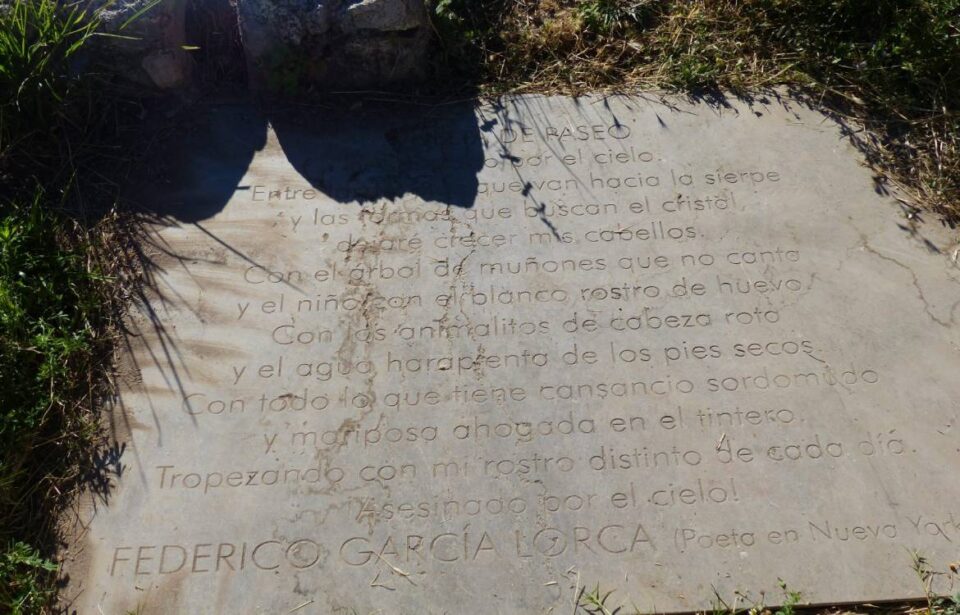 DE PASEO
por el cielo.
Entre que van hacia la sierpe
y las formas que buscan el cristal,
dejaré crecer mis cabellos.
Con el árbol de muñones que no canta
y el niño con el blanco rostro de huevo.
Con los animalitos de cabeza rota
y el agua harapienta de los pies secos.
Con todo lo que tiene cansancio sordomudo
y mariposa ahogada en el tintero.
Tropezando con mi rostro distinto de cada día.
¡Asesinado por el cielo!
FEDERICO GARCÍA LORCA (Poeta en Nueva York